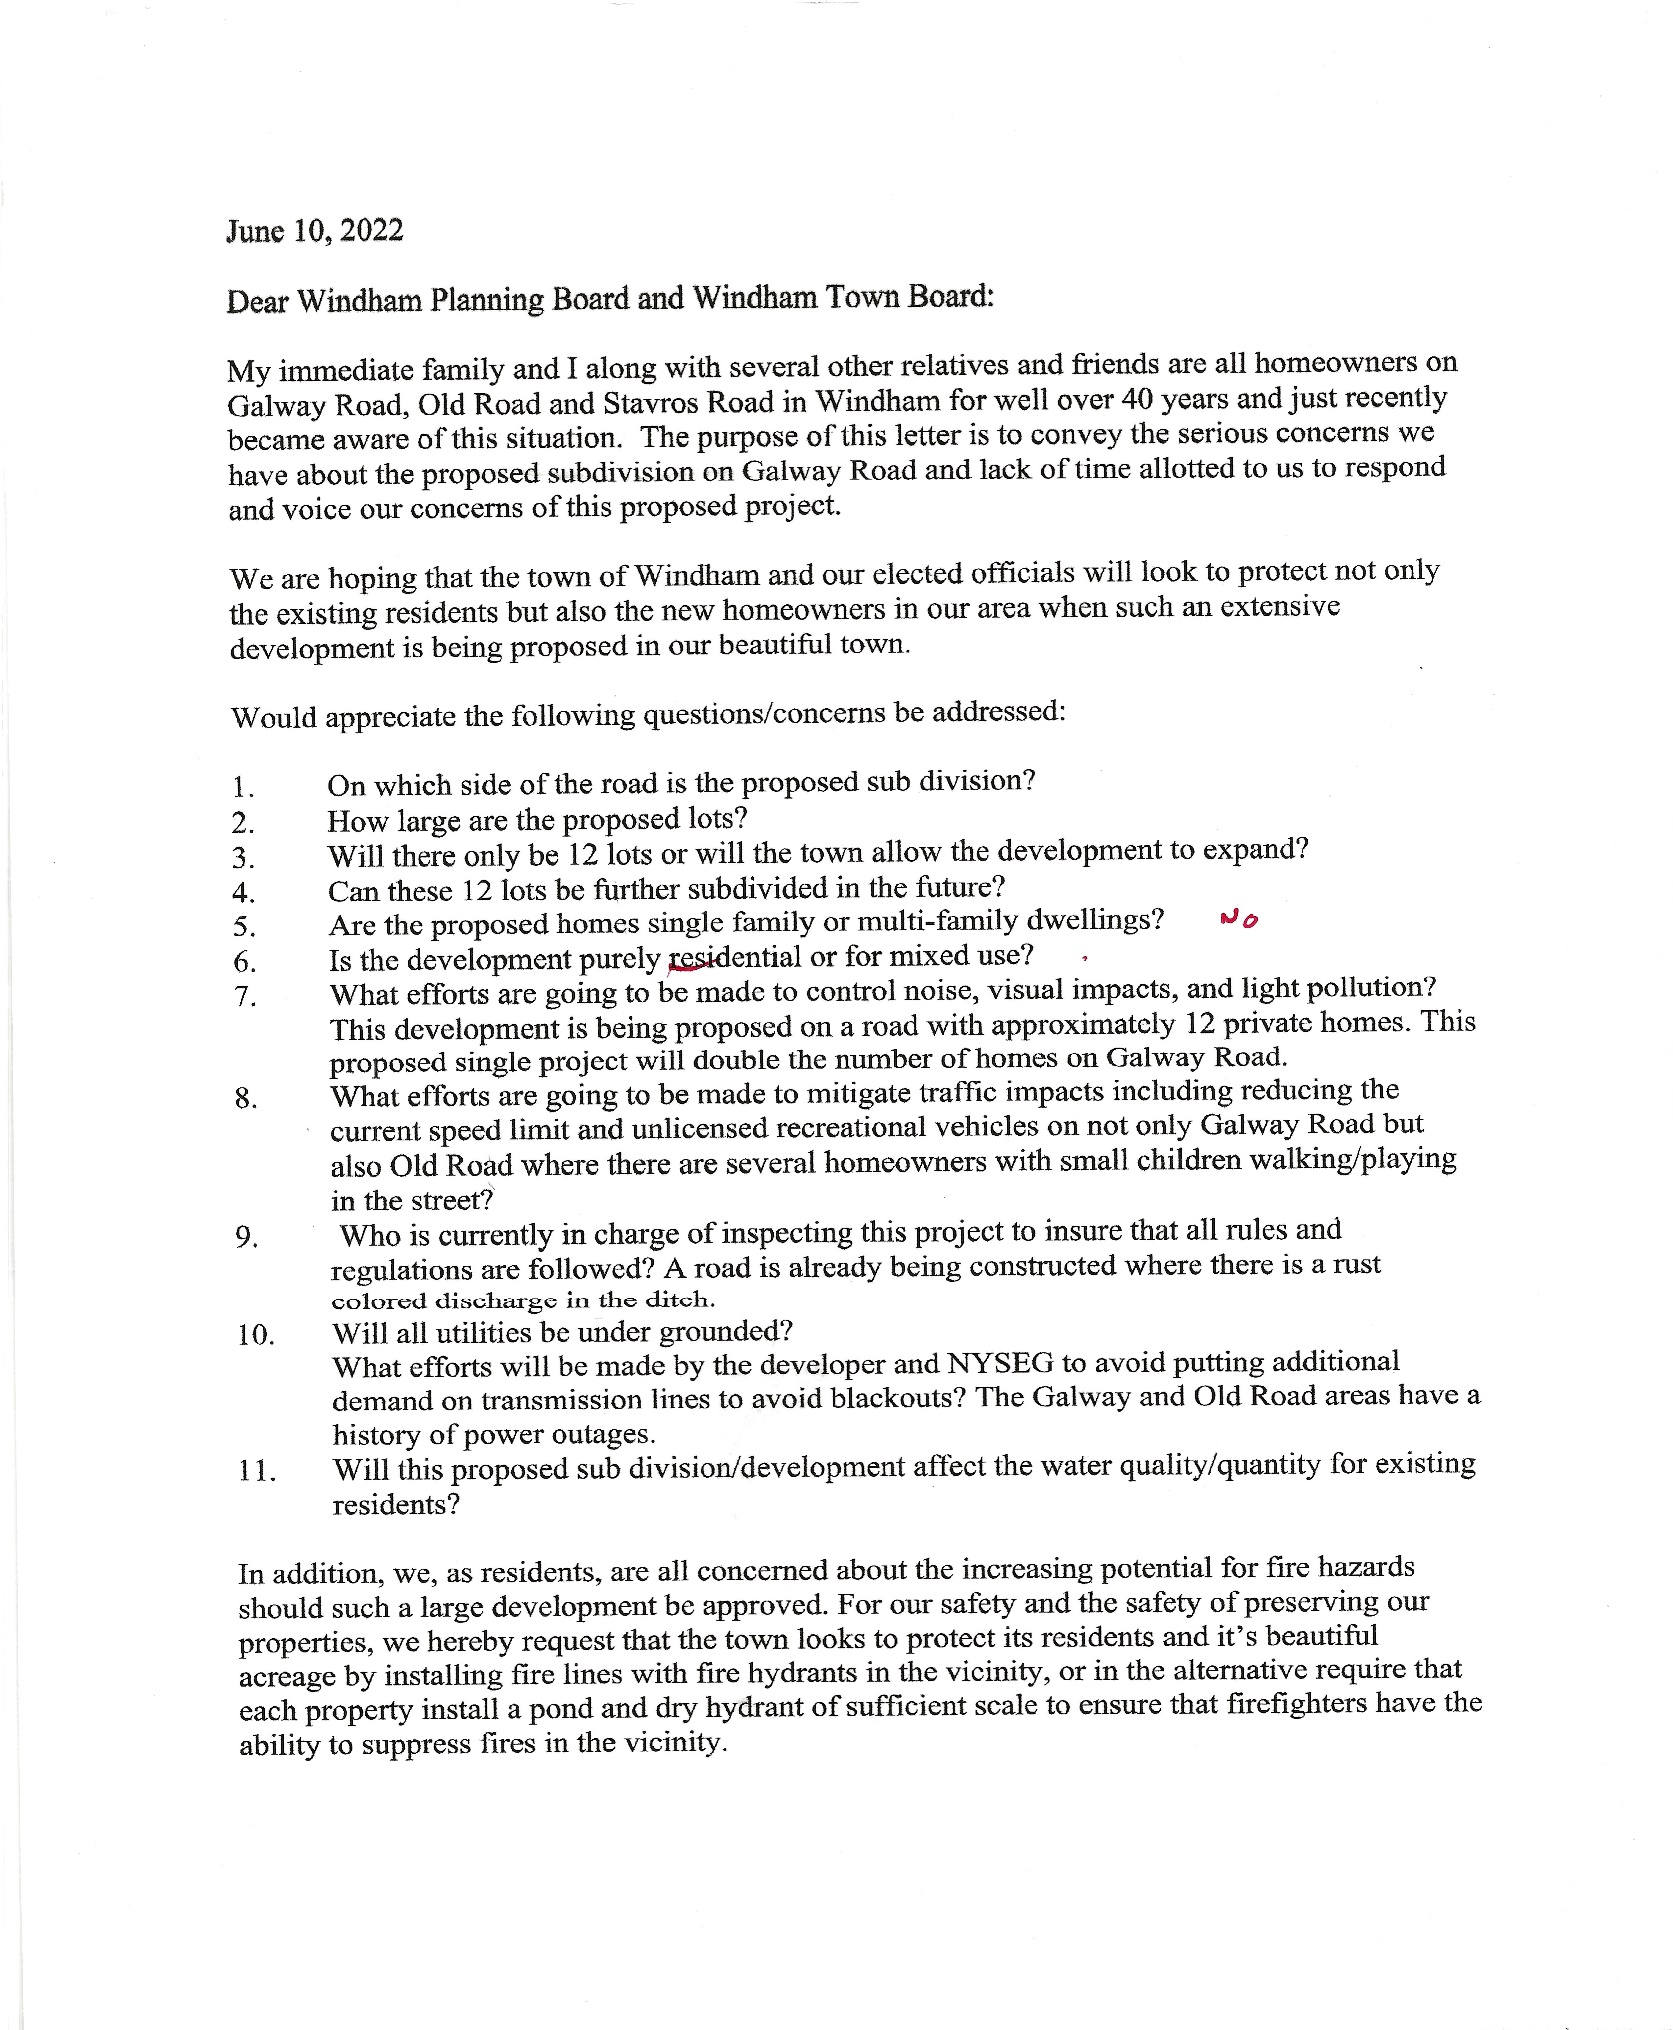 June 10, 2022
Dear Windham Planning Board and Windham Town Board:
My immediate family and I along with several other relatives and friends are all homeowners on
Galway Road, Old Road and Stavros Road in Windham for well over 40 years and just recently
became aware of this situation.  The purpose of this letter is to convey the serious concerns we
have about the proposed subdivision on Galway Road and lack of time allotted to us to respond
and voice our concerns of this proposed project.
We are hoping that the town of Windham and our elected officials will look to protect not only
the existing residents but also the new homeowners in our area when such an extensive
development is being proposed in our beautiful town.
Would appreciate the following questions/concerns be addressed:
1. On which side of the road is the proposed sub division?
2. How large are the proposed lots?
3. Will there only be 12 lots or will the town allow the development to expand?
4. Can these 12 lots be further subdivided in the future?
5. Are the proposed homes single family or multi-family dwellings? NO
6. Is the development purely residential or for mixed use?
7. What efforts are going to be made to control noise, visual impacts, and light pollution?
This development is being proposed on a road with approximately 12 private homes. This
proposed single project will double the number of homes on Galway Road.
8. What efforts are going to be made to mitigate traffic impacts including reducing the
current speed limit and unlicensed recreational vehicles on not only Galway Road but
also Old Road where there are several homeowners with small children walking/playing
in the street?
9. Who is currently in charge of inspecting this project to insure that all rules and
regulations are followed? A road is already being constructed where there is a rust
colored discharge in the ditch.
10. Will all utilities be under grounded?
What efforts will be made by the developer and NYSEG to avoid putting additional
demand on transmission lines to avoid blackouts? The Galway and Old Road areas have a
history of power outages.
11. Will this proposed sub division/development affect the water quality/quantity for existing
residents?
In addition, we, as residents, are all concerned about the increasing potential for fire hazards
should such a large development be approved. For our safety and the safety of preserving our
properties, we hereby request that the town looks to protect its residents and it’s beautiful
acreage by installing fire lines with fire hydrants in the vicinity, or in the alternative require that
each property install a pond and dry hydrant of sufficient scale to ensure that firefighters have the
ability to suppress fires in the vicinity.